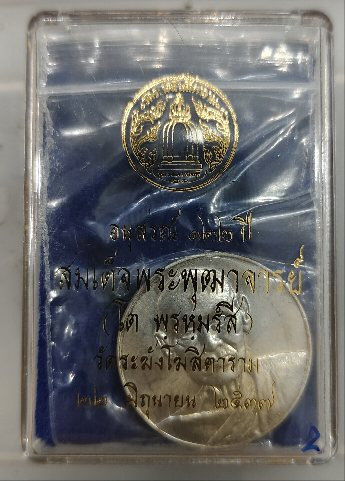 อนุสรณ์ ๑๒๒ ปี
สมเด็จพระพุฒาจารย์
( โต พรหมรังสี )
วัดระฆังโฆสิตาราม
๒๒ มิถุนายน ๒๕๓๗
2